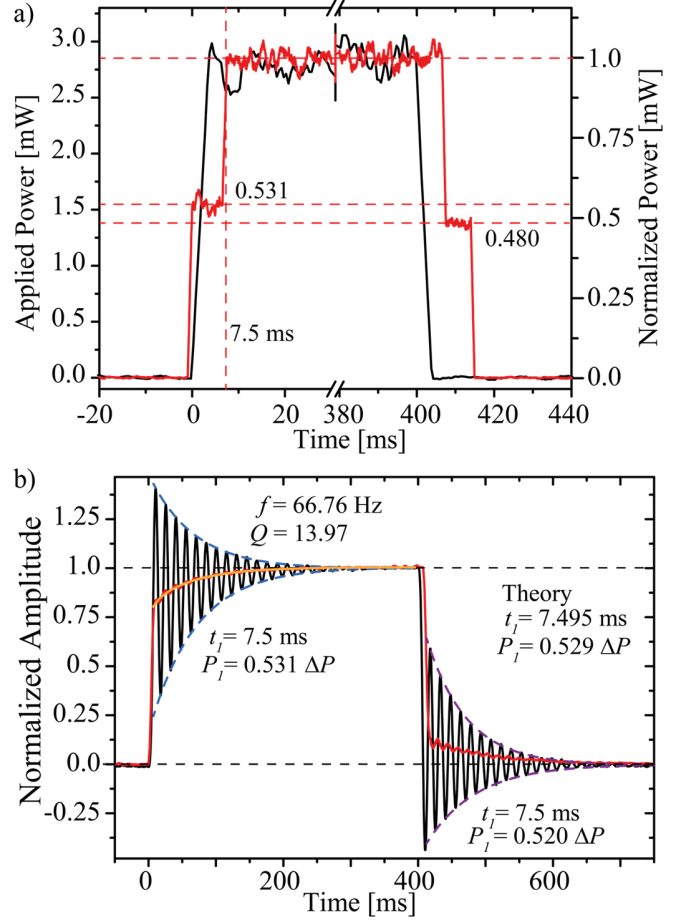 a)
Applied Power [mW]
3.0
2.5
2.0
1.5
1.0
0.5
0.0
0.531
0.480
7.5 ms
1.0
0.75
0.50
0.25
0.0
Normalized Power [mW]
-20 0 20 380 400 420 440
Time [ms]
b)
Normalized Amplitude
1.25
1.0
0.75
0.50
0.25
0.0
-0.25
f = 66.76 Hz
Q = 13.97
t₁= 7.5 ms
P₁= 0.531 ΔP
Theory
t₁= 7.495 ms
P₁= 0.529 ΔP
t₁= 7.5 ms
P₁= 0.520 ΔP
0 200 400 600
Time [ms]